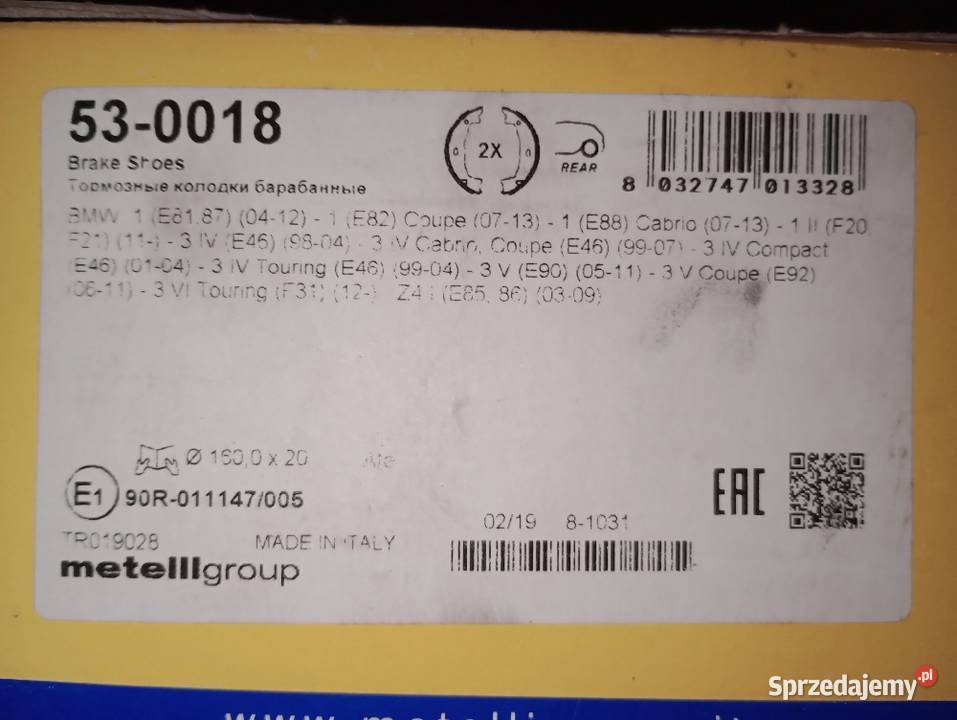 53-0018
2X
REAR
8 032747 013328
Brake Shoes
Тормозные колодки барабанные
BMW 1 (E81,87) (04-12) - 1 (E82) Coupe (07-13) - 1 (E88) Cabrio (07-13) - 1 II (F20,
F21) (11-) - 3 IV (E46) (98-04) - 3 IV Cabrio, Coupe (E46) (99-07) - 3 IV Compact
(E46) (01-04) - 3 IV Touring (E46) (99-04) - 3 V (E90) (05-11) - 3 V Coupe (E92)
(06-11) - 3 VI Touring (F31) (12-) Z4 (E85, 86) (03-09)
Ø 160,0 x 20 Ate
E1 90R-011147/005
EAC
02/19 8-1031
TR019028 MADE IN ITALY
metelligroup
www.metelli
Sprzedajemy.pl